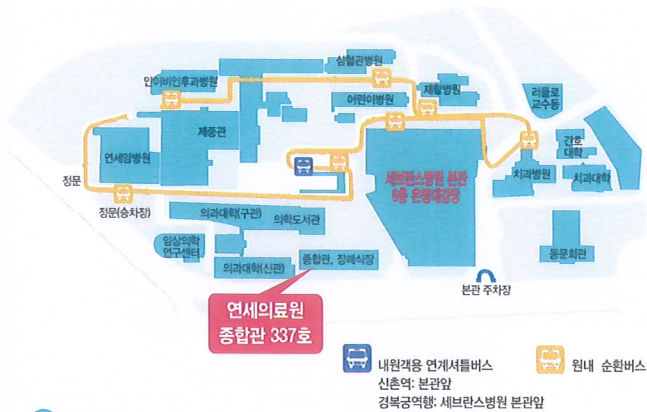 심혈관병원
안이비인후과병원
재활병원
어린이병원
러들로
교수동
제중관
간호
대학
연세암병원
세브란스병원 본관
6층 은명대강당
치과병원
치과대학
정문
정문(승차장)
의과대학(구관)
의학도서관
임상의학
연구센터
종합관, 장례식장
의과대학(신관)
동문회관
본관 주차장
연세의료원
종합관 337호
내원객용 연계셔틀버스
원내 순환버스
신촌역: 본관앞
경복궁역행: 세브란스병원 본관앞